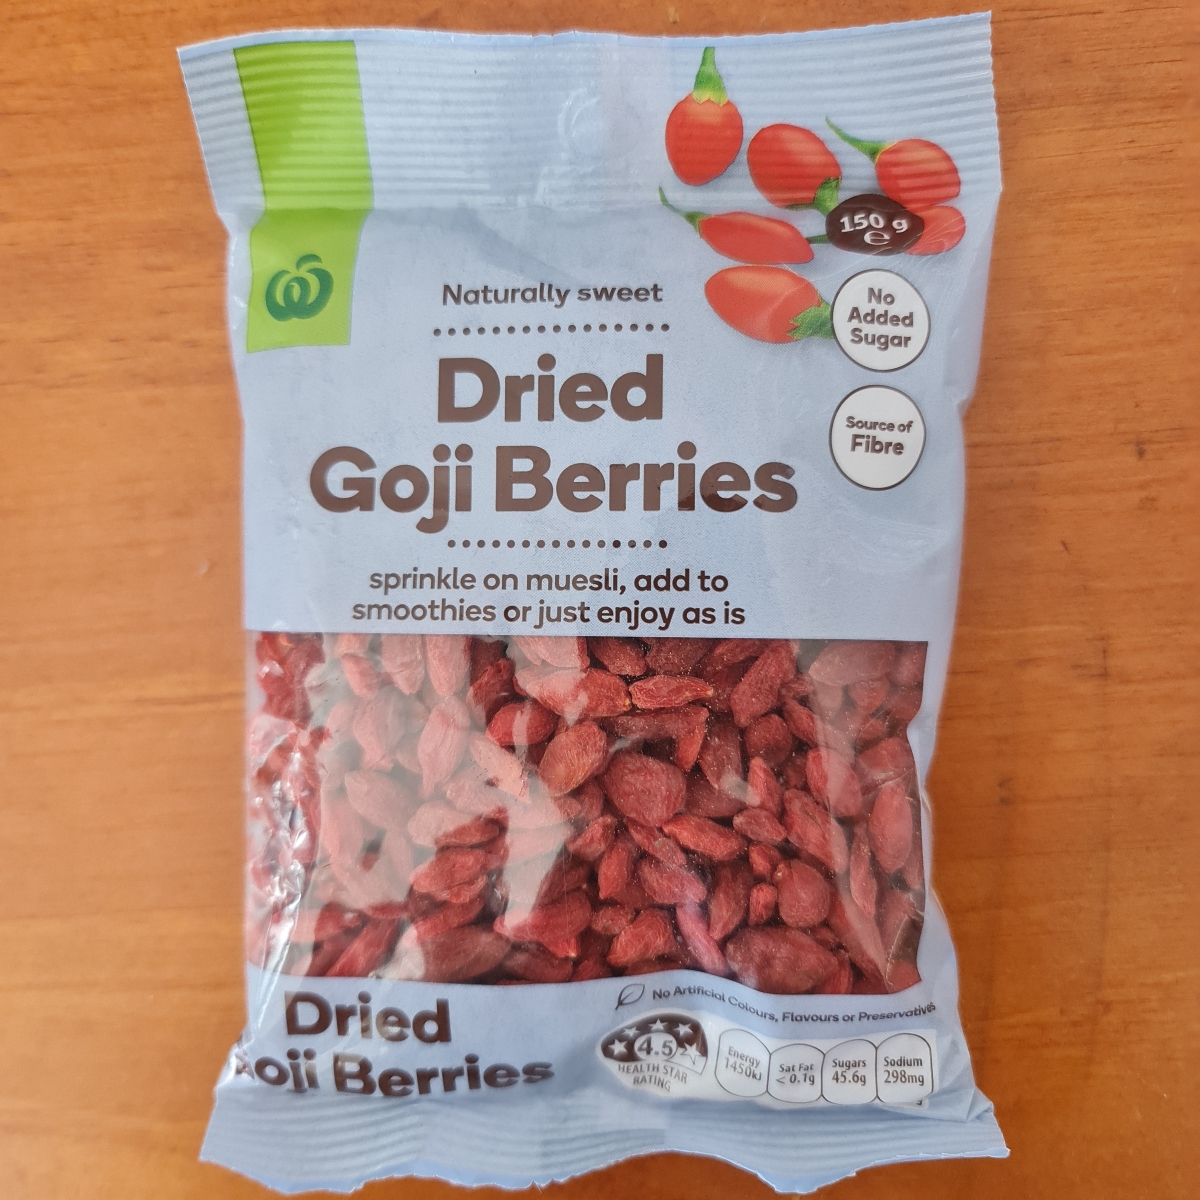 150 g
e
Naturally sweet
No
Added
Sugar
Dried
Goji Berries
Source of
Fibre
sprinkle on muesli, add to
smoothies or just enjoy as is
No Artificial Colours, Flavours or Preservatives
Dried
Goji Berries
4.5
HEALTH STAR
RATING
Energy
1450kJ
Sat Fat
< 0.1g
Sugars
45.6g
Sodium
298mg